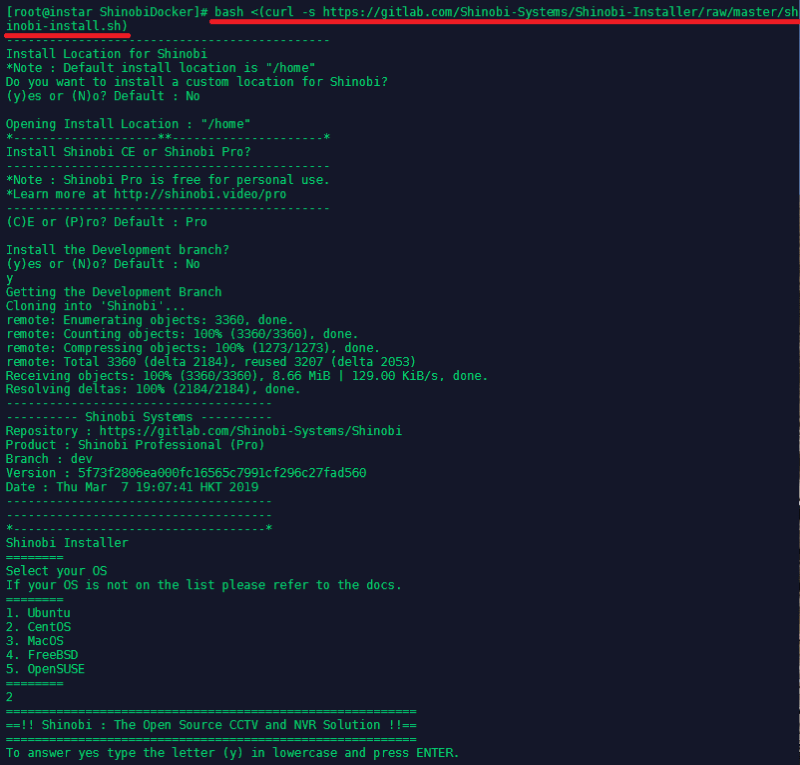 [root@instar ShinobiDocker]# bash <(curl -s https://gitlab.com/Shinobi-Systems/Shinobi-Installer/raw/master/sh
inobi-install.sh)
---------------------------------------------
Install Location for Shinobi
*Note : Default install location is "/home"
Do you want to install a custom location for Shinobi?
(y)es or (N)o? Default : No
Opening Install Location : "/home"
*--------------------**---------------------*
Install Shinobi CE or Shinobi Pro?
---------------------------------------------
*Note : Shinobi Pro is free for personal use.
*Learn more at http://shinobi.video/pro
---------------------------------------------
(C)E or (P)ro? Default : Pro
Install the Development branch?
(y)es or (N)o? Default : No
y
Getting the Development Branch
Cloning into 'Shinobi'...
remote: Enumerating objects: 3360, done.
remote: Counting objects: 100% (3360/3360), done.
remote: Compressing objects: 100% (1273/1273), done.
remote: Total 3360 (delta 2184), reused 3207 (delta 2053)
Receiving objects: 100% (3360/3360), 8.66 MiB | 129.00 KiB/s, done.
Resolving deltas: 100% (2184/2184), done.
-------------------------------------
---------- Shinobi Systems ----------
Repository : https://gitlab.com/Shinobi-Systems/Shinobi
Product : Shinobi Professional (Pro)
Branch : dev
Version : 5f73f2806ea000fc16565c7991cf296c27fad560
Date : Thu Mar  7 19:07:41 HKT 2019
-------------------------------------
-------------------------------------
*-----------------------------------*
Shinobi Installer
========
Select your OS
If your OS is not on the list please refer to the docs.
========
1. Ubuntu
2. CentOS
3. MacOS
4. FreeBSD
5. OpenSUSE
========
2
=========================================================
==!! Shinobi : The Open Source CCTV and NVR Solution !!==
=========================================================
To answer yes type the letter (y) in lowercase and press ENTER.